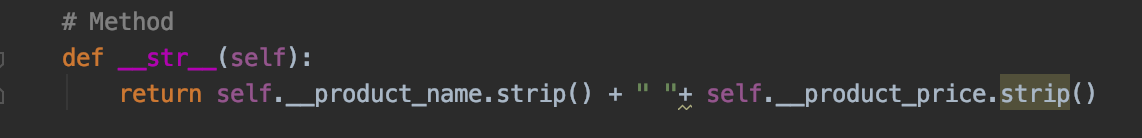 # Method
def __str__(self):
return self.__product_name.strip() + " "+ self.__product_price.strip()